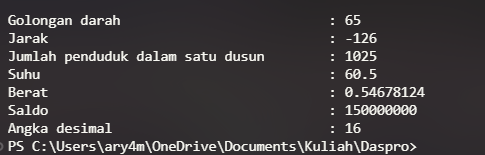 Golongan darah : 65
Jarak : -126
Jumlah penduduk dalam satu dusun : 1025
Suhu : 60.5
Berat : 0.54678124
Saldo : 150000000
Angka desimal : 16
PS C:\Users\ary4m\OneDrive\Documents\Kuliah\Daspro>